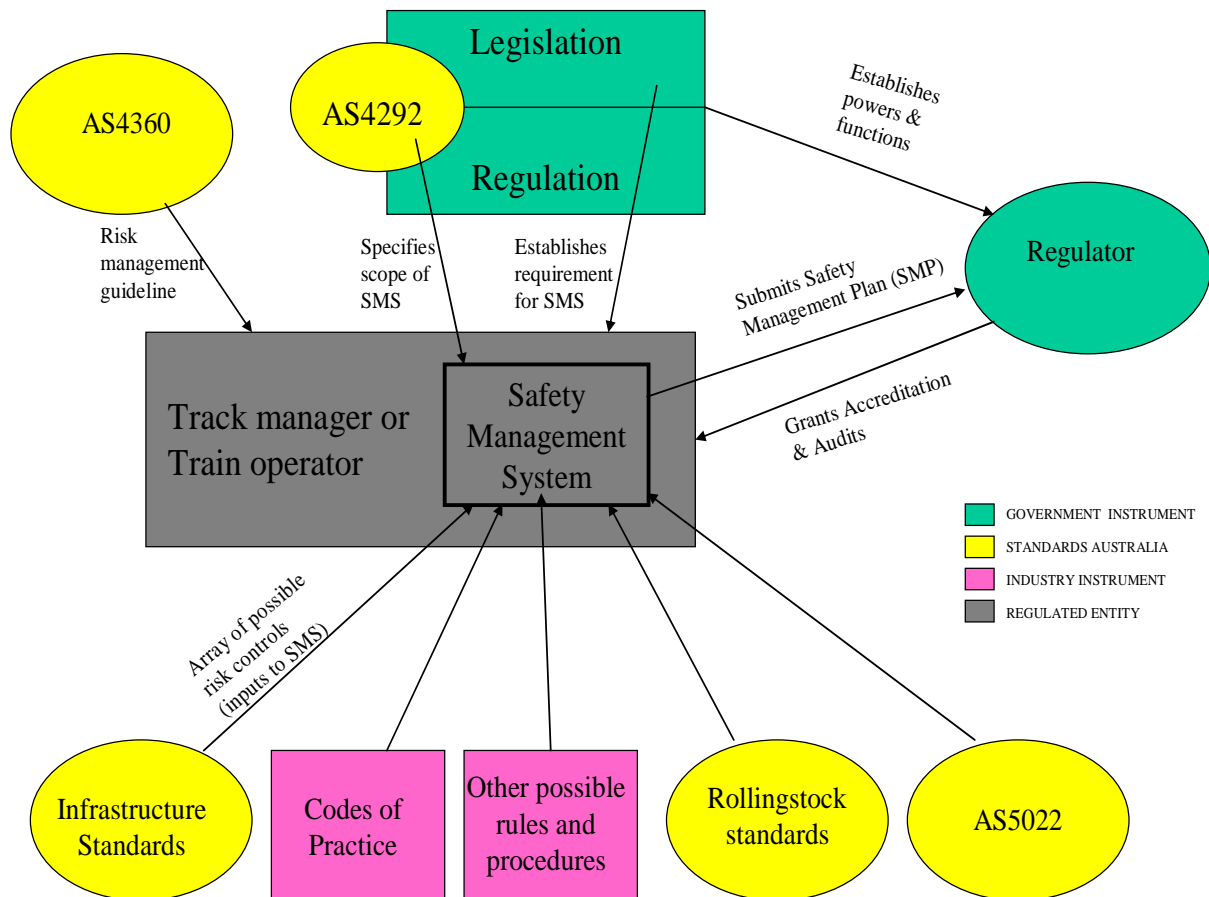 Legislation
AS4292
AS4360
Regulation
Establishes
powers &
functions
Regulator
Risk
management
guideline
Specifies
scope of
SMS
Establishes
requirement
for SMS
Submits Safety
Management Plan (SMP)
Grants Accreditation
& Audits
Track manager or
Train operator
Safety
Management
System
GOVERNMENT INSTRUMENT
STANDARDS AUSTRALIA
INDUSTRY INSTRUMENT
REGULATED ENTITY
Array of possible
risk controls
(inputs to SMS)
Infrastructure
Standards
Codes of
Practice
Other possible
rules and
procedures
Rollingstock
standards
AS5022